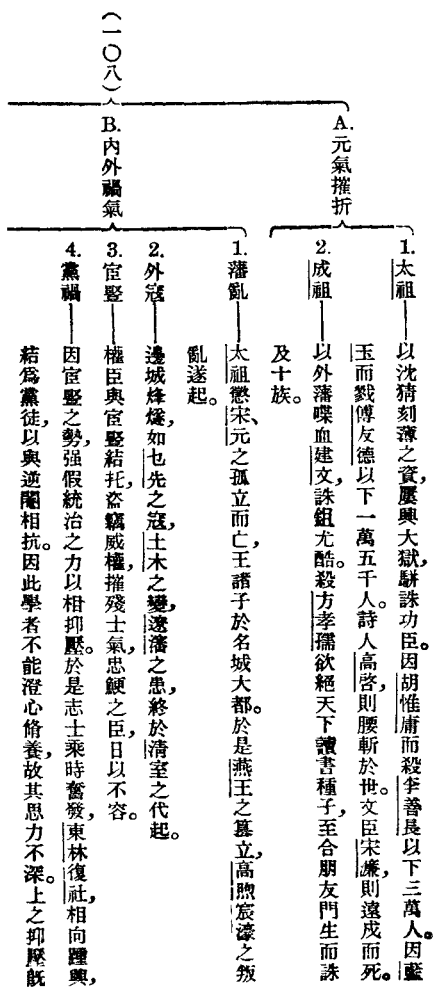 (一〇八)
A.元氣摧折
1.太祖——以沈猜刻薄之資,屢興大獄,駢誅功臣。因胡惟庸而殺李善長以下三萬人。因藍
玉而戮傅友德以下一萬五千人。詩人高啓,則腰斬於世。文臣宋濂,則遠戍而死。
2.成祖——以外藩喋血建文,誅鉏尤酷。殺方孝孺欲絕天下讀書種子,至合朋友門生而誅
及十族。
B.內外禍氣
1.藩亂——太祖懲宋、元之孤立而亡,王諸子於名城大都。於是燕王之篡立,高煦宸濠之叛
亂遂起。
2.外寇——邊城烽燧,如乜先之寇,土木之變,遼藩之患,終於清室之代起。
3.宦豎——權臣與宦豎結托,盜竊威權,摧殘士氣,忠鯁之臣,日以不容。
4.黨禍——因宦豎之勢,强假統治之力以相抑壓。於是志士乘時奮發,東林復社,相向踵興,
結爲黨徒,以與逆閹相抗。因此學者不能澄心脩養,故其思力不深。上之抑壓旣